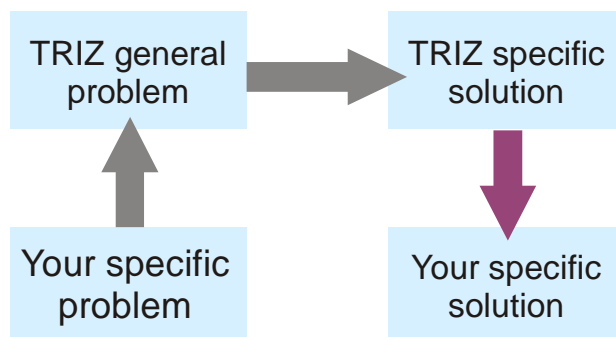 TRIZ general
problem
TRIZ specific
solution
Your specific
problem
Your specific
solution